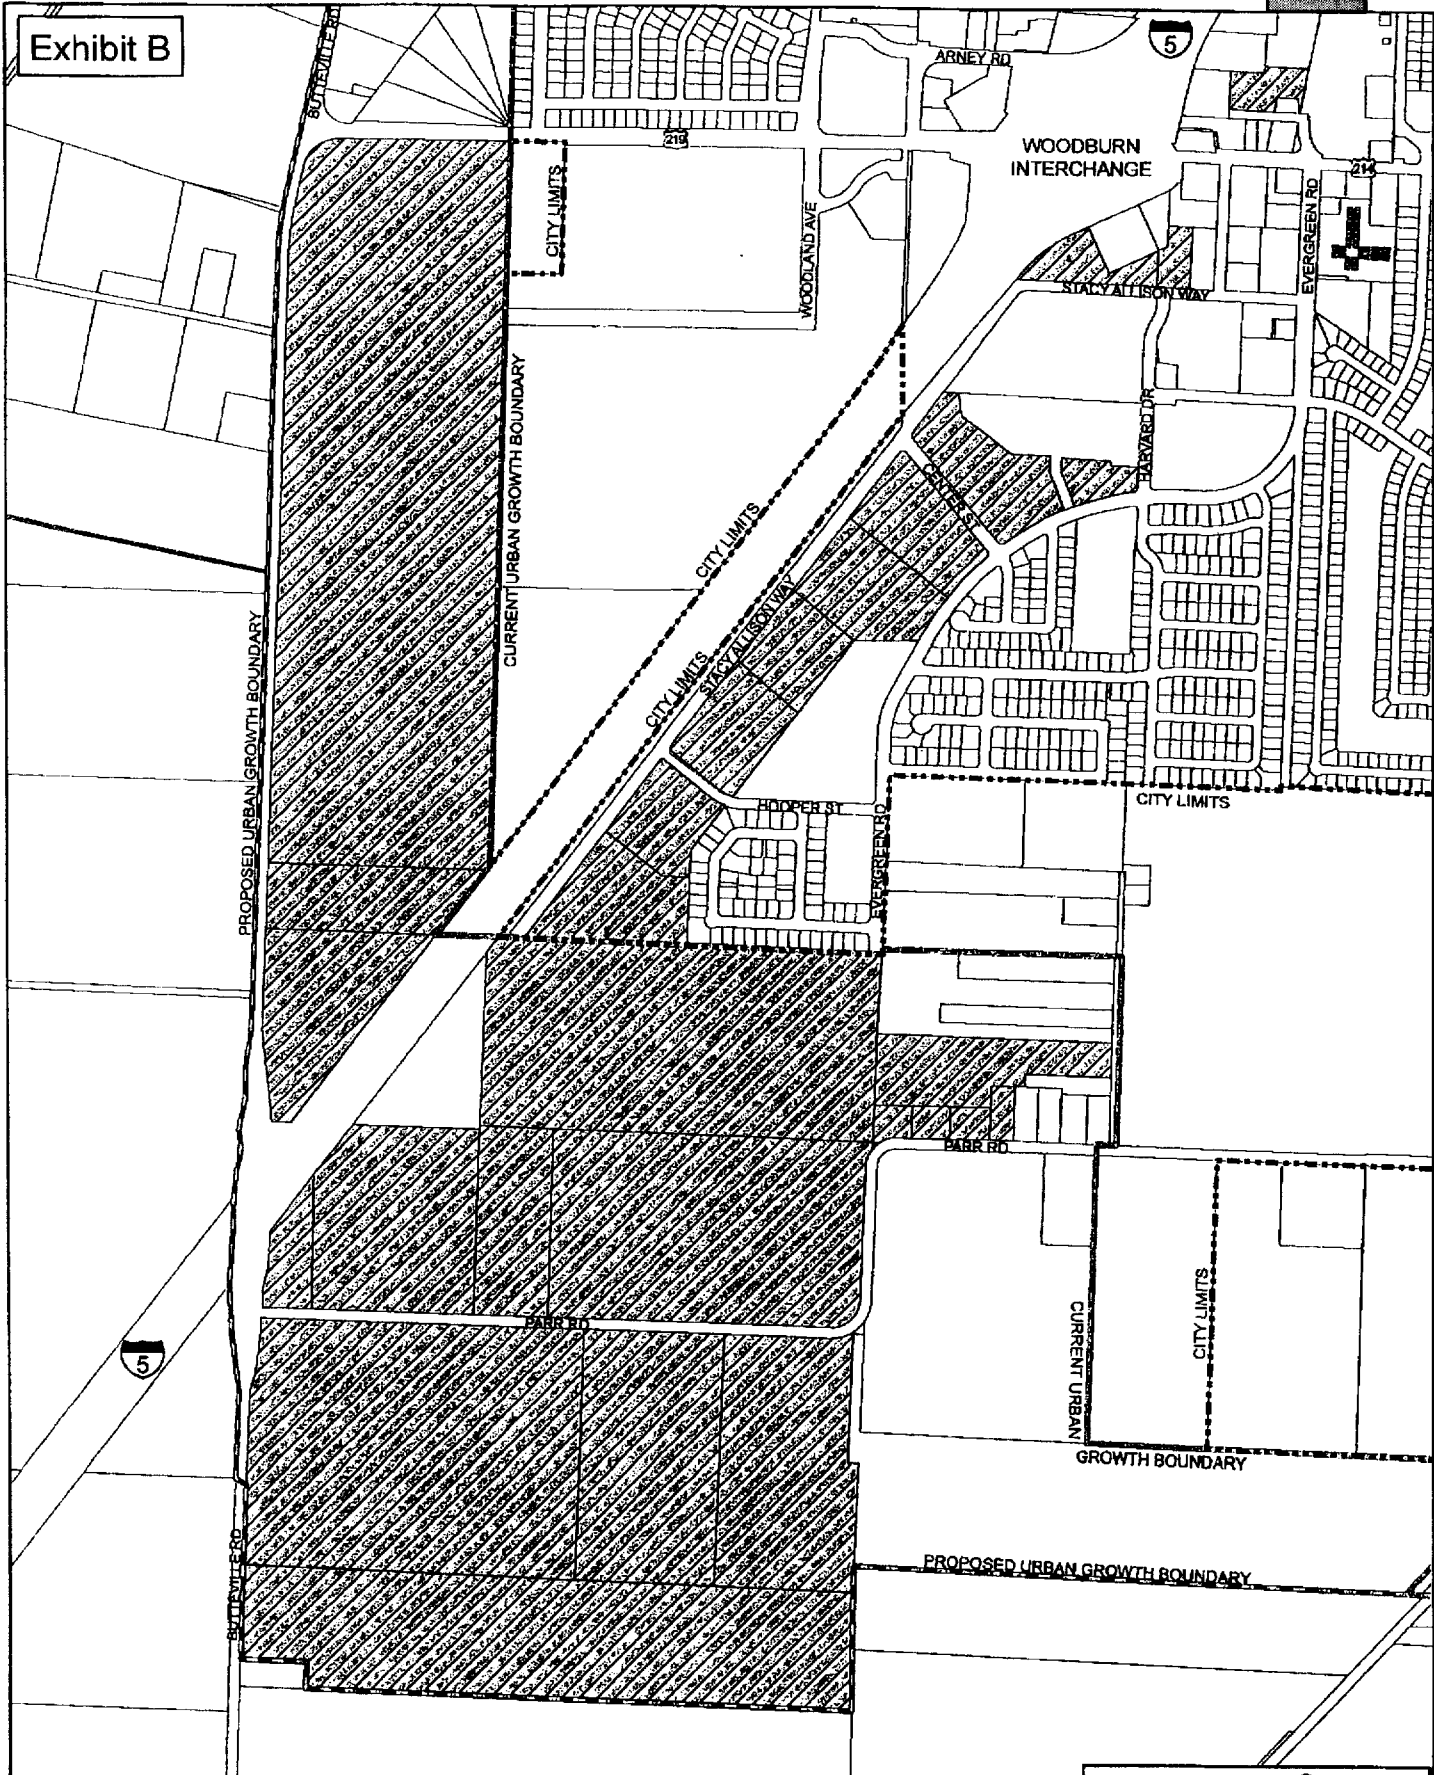 Exhibit B
BUTTEVILLE RD
ARNEY RD
5
219
WOODBURN
INTERCHANGE
214
CITY LIMITS
WOODLAND AVE
EVERGREEN RD
STACY ALLISON WAY
CURRENT URBAN GROWTH BOUNDARY
HARVARD DR
CENTER ST
CITY LIMITS
STACY ALLISON WAY
CITY LIMITS
PROPOSED URBAN GROWTH BOUNDARY
HOOPER ST
EVERGREEN RD
CITY LIMITS
PARR RD
PARR RD
5
CURRENT URBAN
GROWTH BOUNDARY
CITY LIMITS
PROPOSED URBAN GROWTH BOUNDARY
BUTTEVILLE RD